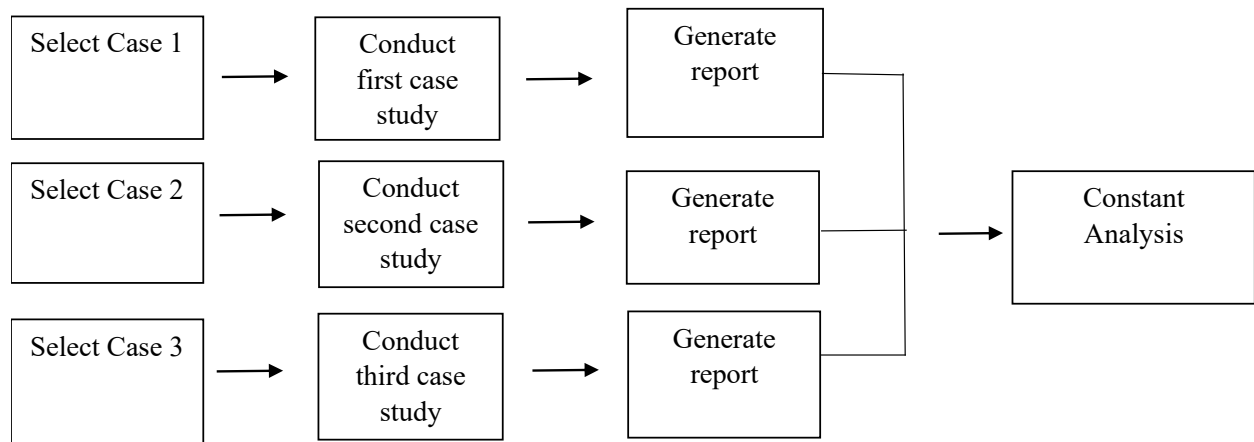 Select Case 1
Conduct
first case
study
Generate
report
Select Case 2
Conduct
second case
study
Generate
report
Constant
Analysis
Select Case 3
Conduct
third case
study
Generate
report